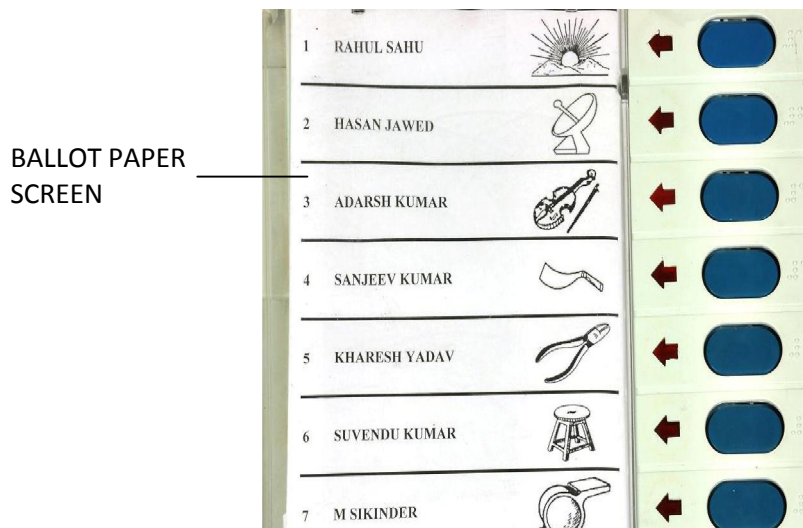 BALLOT PAPER
SCREEN
1 RAHUL SAHU
2 HASAN JAWED
3 ADARSH KUMAR
4 SANJEEV KUMAR
5 KHARESH YADAV
6 SUVENDU KUMAR
7 M SIKINDER